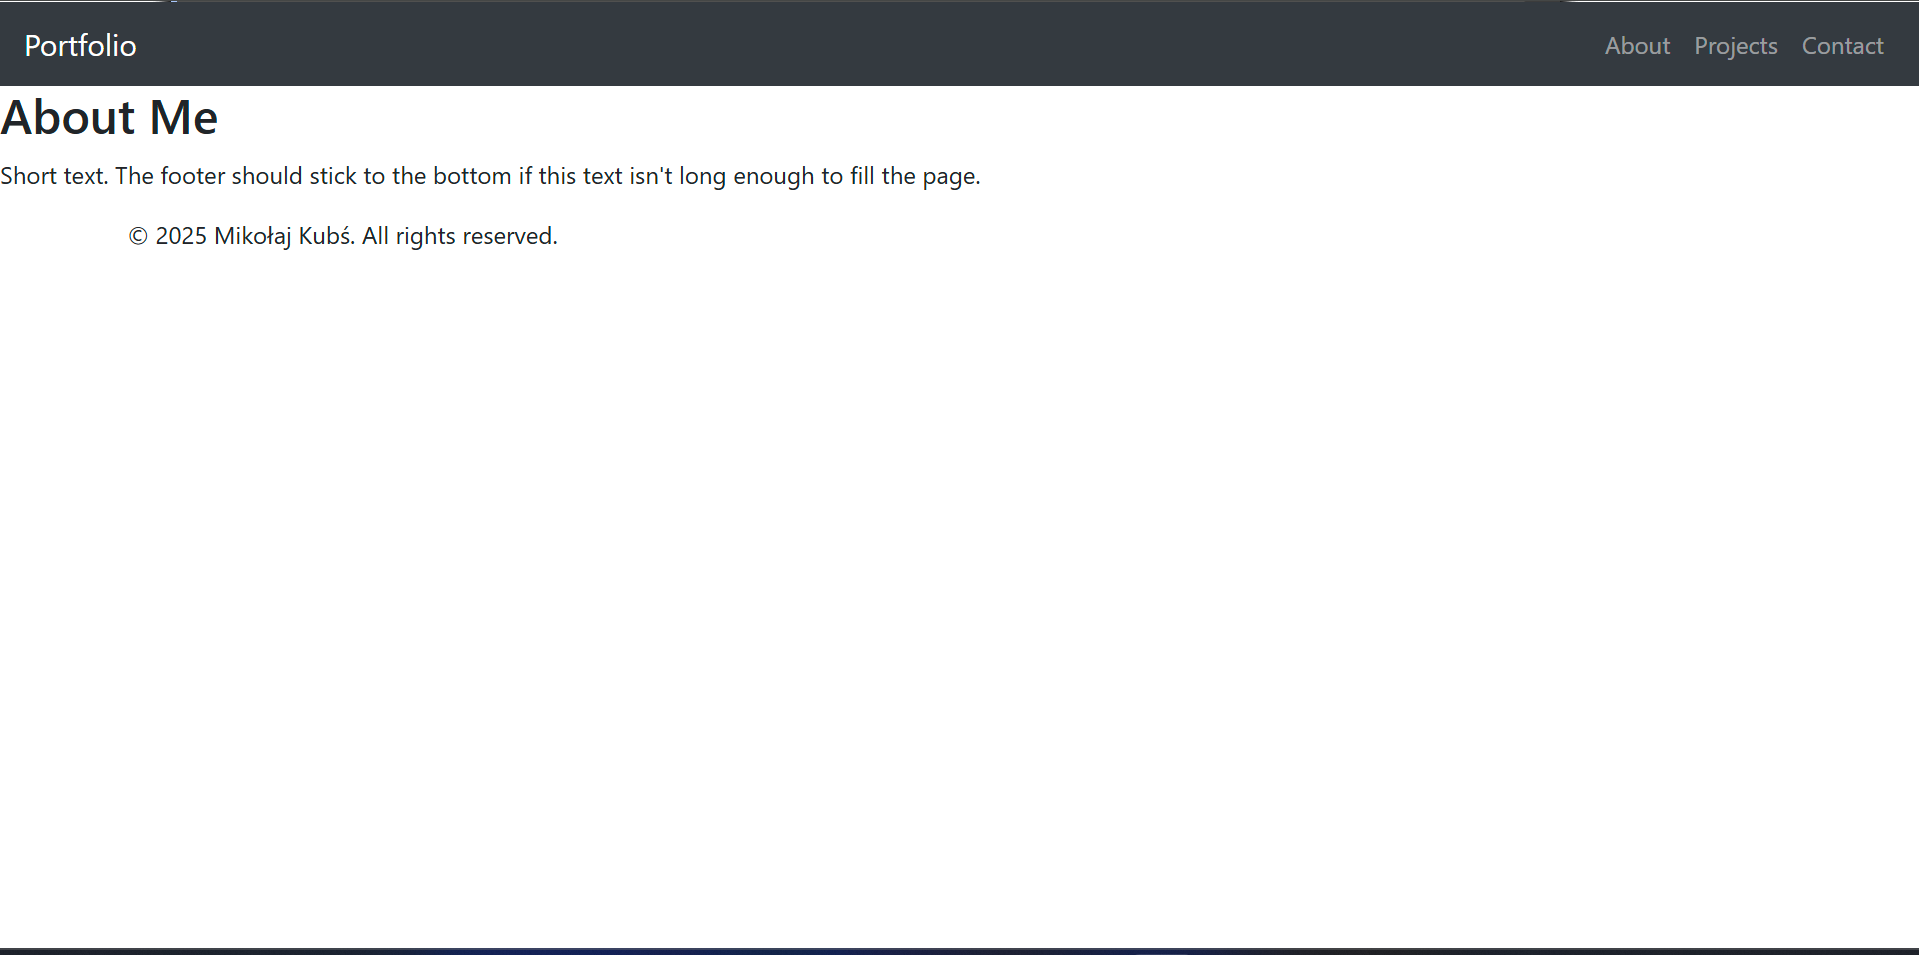 Portfolio
About Projects Contact
About Me
Short text. The footer should stick to the bottom if this text isn't long enough to fill the page.
© 2025 Mikołaj Kubś. All rights reserved.